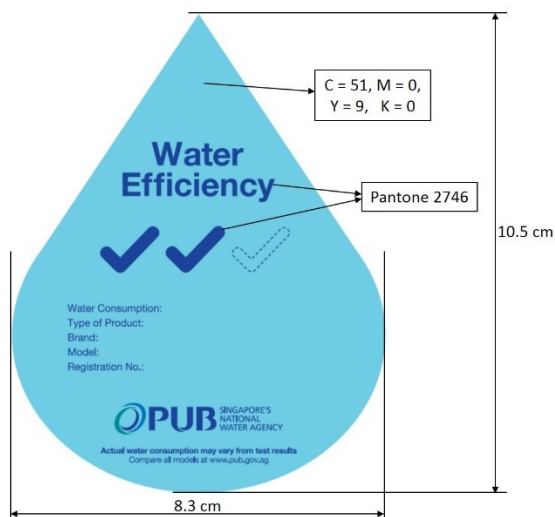 C = 51, M = 0,
Y = 9, K = 0
Water
Efficiency
Pantone 2746
10.5 cm
Water Consumption:
Type of Product:
Brand:
Model:
Registration No.:
PUB
SINGAPORE'S
NATIONAL
WATER AGENCY
Actual water consumption may vary from test results
Compare all models at www.pub.gov.sg
8.3 cm